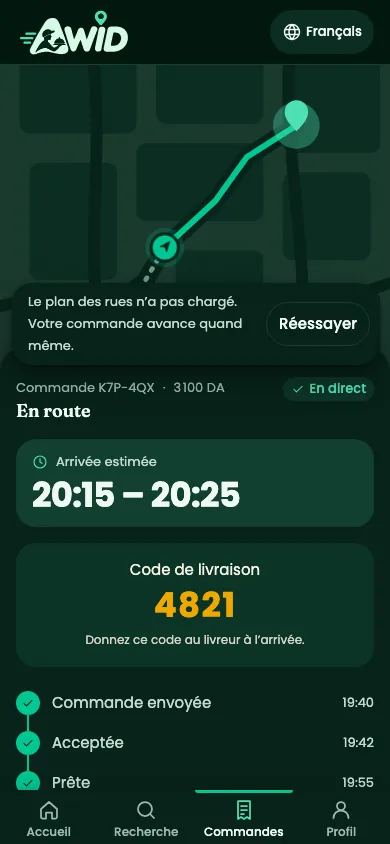 AWID
Français
Le plan des rues n’a pas chargé.
Votre commande avance quand
même.
Réessayer
Commande K7P-4QX · 3100 DA
En direct
En route
Arrivée estimée
20:15 – 20:25
Code de livraison
4821
Donnez ce code au livreur à l’arrivée.
Commande envoyée 19:40
Acceptée 19:42
Prête 19:55
Accueil Recherche Commandes Profil